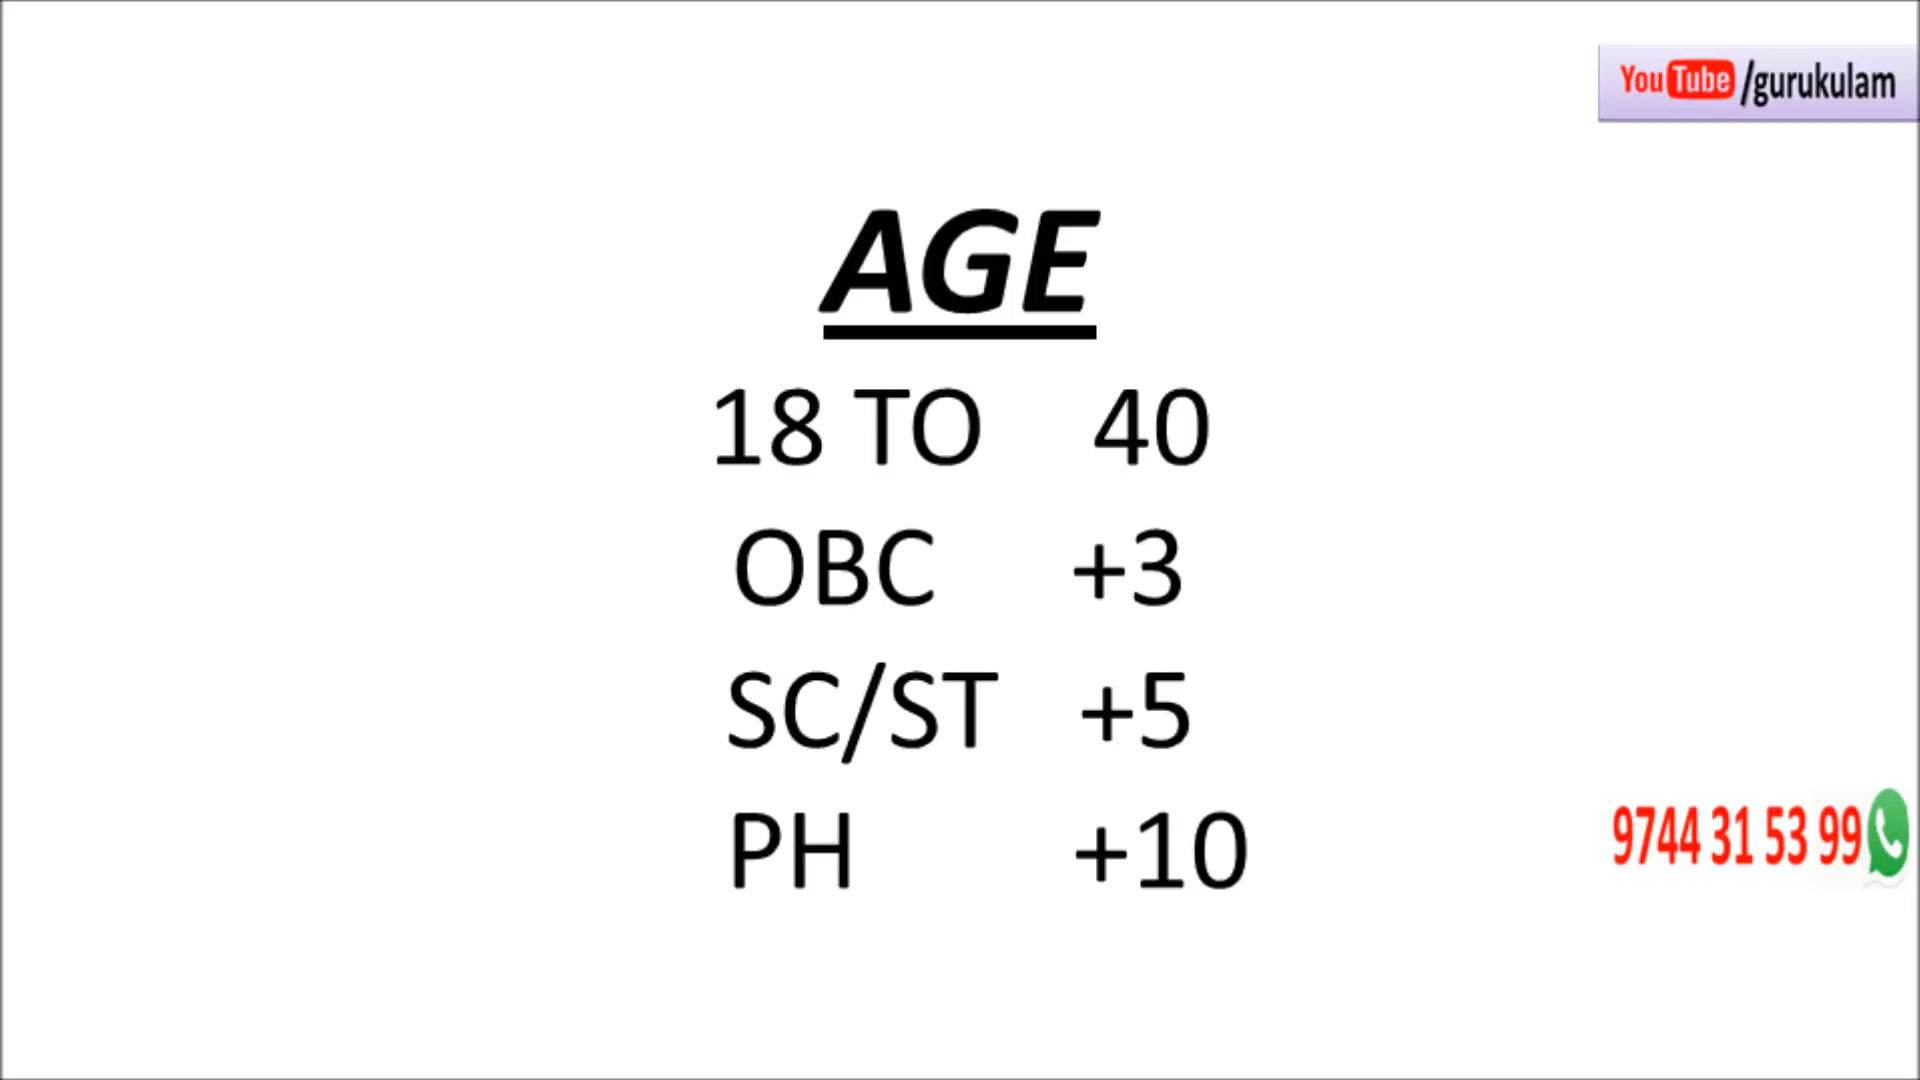 YouTube /gurukulam
AGE
18 TO 40
OBC +3
SC/ST +5
PH +10
9744 31 53 99